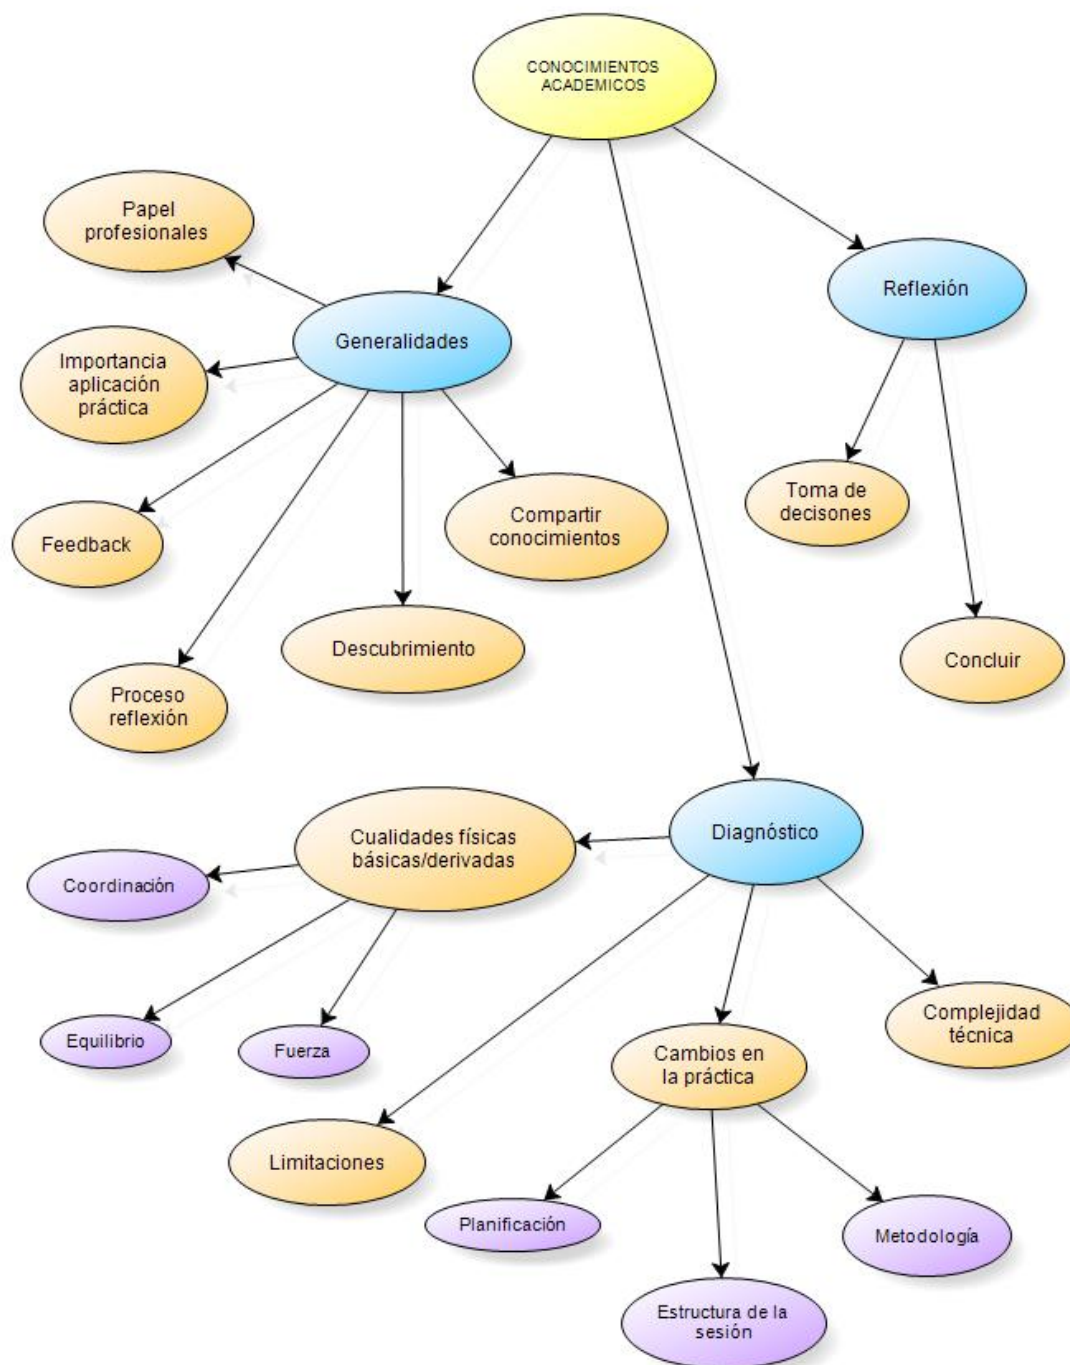 CONOCIMIENTOS
ACADEMICOS
Papel
profesionales
Reflexión
Generalidades
Importancia
aplicación
práctica
Toma de
decisones
Compartir
conocimientos
Feedback
Descubrimiento
Concluir
Proceso
reflexión
Cualidades físicas
básicas/derivadas
Diagnóstico
Coordinación
Complejidad
técnica
Equilibrio
Fuerza
Cambios en
la práctica
Limitaciones
Planificación
Metodología
Estructura de la
sesión